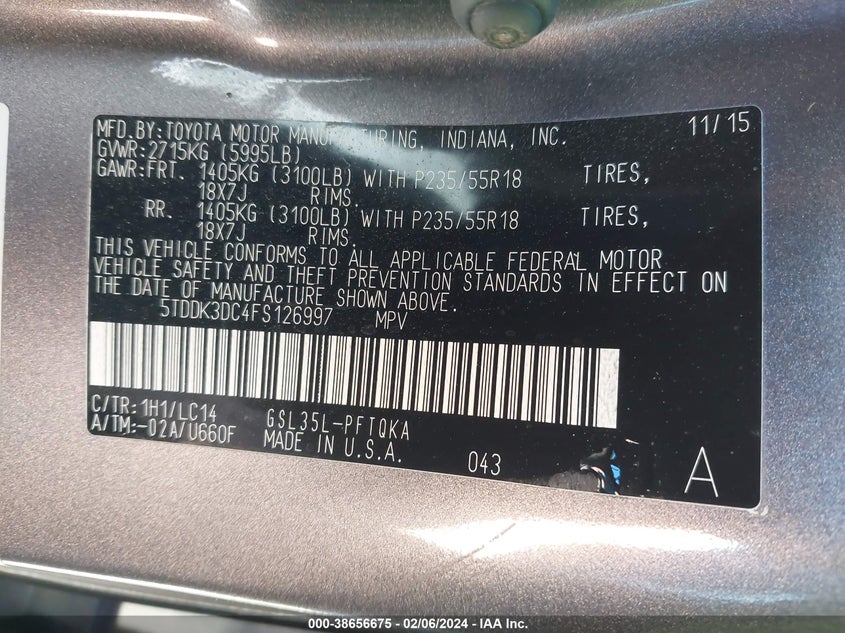 MFD.BY:TOYOTA MOTOR MANUFACTURING, INDIANA, INC. 11/15
GVWR:2715KG (5995LB)
GAWR:FRT. 1405KG (3100LB) WITH P235/55R18 TIRES,
18X7J RIMS.
RR. 1405KG (3100LB) WITH P235/55R18 TIRES,
18X7J RIMS.
THIS VEHICLE CONFORMS TO ALL APPLICABLE FEDERAL MOTOR
VEHICLE SAFETY AND THEFT PREVENTION STANDARDS IN EFFECT ON
THE DATE OF MANUFACTURE SHOWN ABOVE.
5TDDK3DC4FS126997 MPV
C/TR:1H1/LC14 GSL35L-PFTQKA
A/TM:-02A/U660F MADE IN U.S.A. 043 A
000-38656675 - 02/06/2024 - IAA Inc.